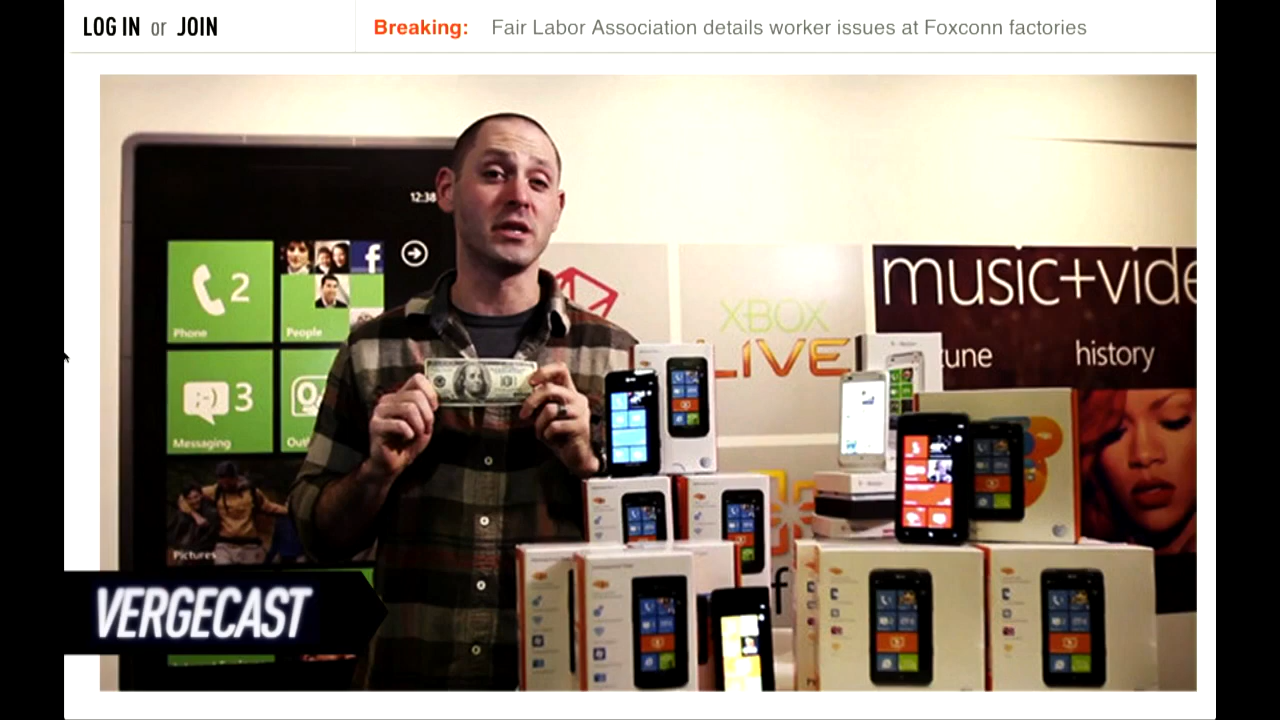 LOG IN or JOIN
Breaking: Fair Labor Association details worker issues at Foxconn factories
12:38
2
Phone
People
f
3
Messaging
Pictures
XBOX
LIVE
music+vide
une
history
VERGECAST